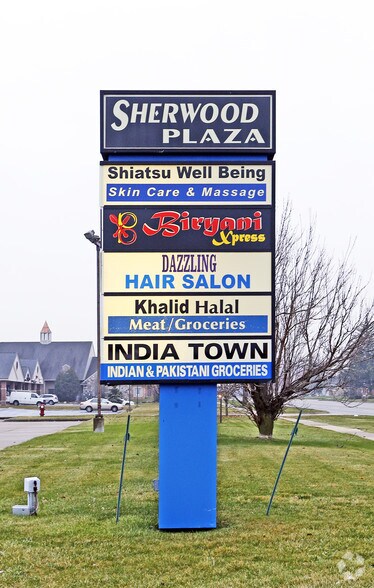 SHERWOOD
PLAZA
Shiatsu Well Being
Skin Care & Massage
Biryani
Xpress
DAZZLING
HAIR SALON
Khalid Halal
Meat/Groceries
INDIA TOWN
INDIAN & PAKISTANI GROCERIES